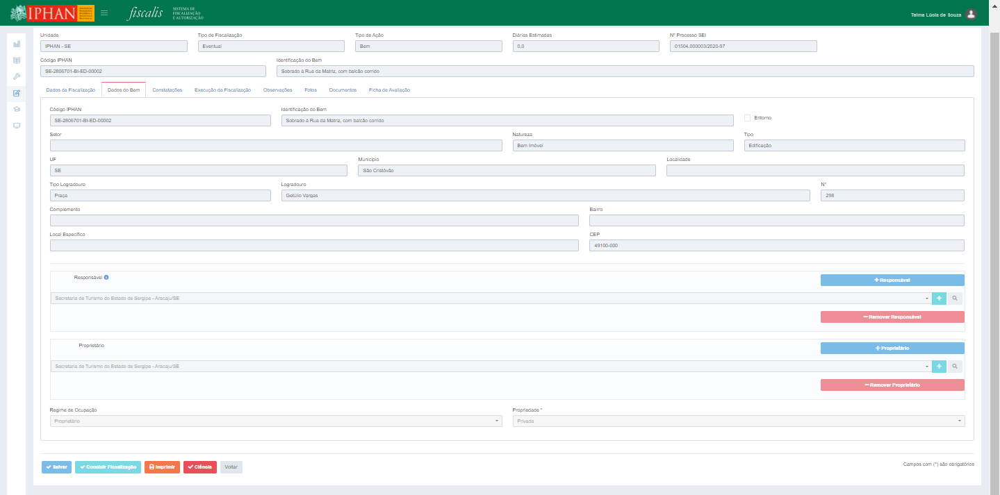 IPHAN
fiscalis
SISTEMA DE
FISCALIZAÇÃO
E AUTORIZAÇÃO
Telma Lúcia de Souza
Unidade
Tipo de Fiscalização
Tipo de Ação
Diárias Estimadas
Nº Processo SEI
IPHAN - SE
Eventual
Bem
0,0
01504.000003/2020-97
Código IPHAN
Identificação do Bem
SE-2806701-BI-ED-00002
Sobrado à Rua da Matriz, com balcão corrido
Dados da Fiscalização
Dados do Bem
Constatações
Execução da Fiscalização
Observações
Fotos
Documentos
Ficha de Avaliação
Código IPHAN
Identificação do Bem
SE-2806701-BI-ED-00002
Sobrado à Rua da Matriz, com balcão corrido
Entorno
Setor
Natureza
Tipo
Bem Imóvel
Edificação
UF
Município
Localidade
SE
São Cristóvão
Tipo Logradouro
Logradouro
N°
Praça
Getúlio Vargas
298
Complemento
Bairro
Local Específico
CEP
49100-000
Responsável
+ Responsável
Secretaria de Turismo do Estado de Sergipe - Aracaju/SE
− Remover Responsável
Proprietário
+ Proprietário
Secretaria de Turismo do Estado de Sergipe - Aracaju/SE
− Remover Proprietário
Regime de Ocupação
Propriedade *
Proprietário
Privada
Salvar
Concluir Fiscalização
Imprimir
Ciência
Voltar
Campos com (*) são obrigatórios